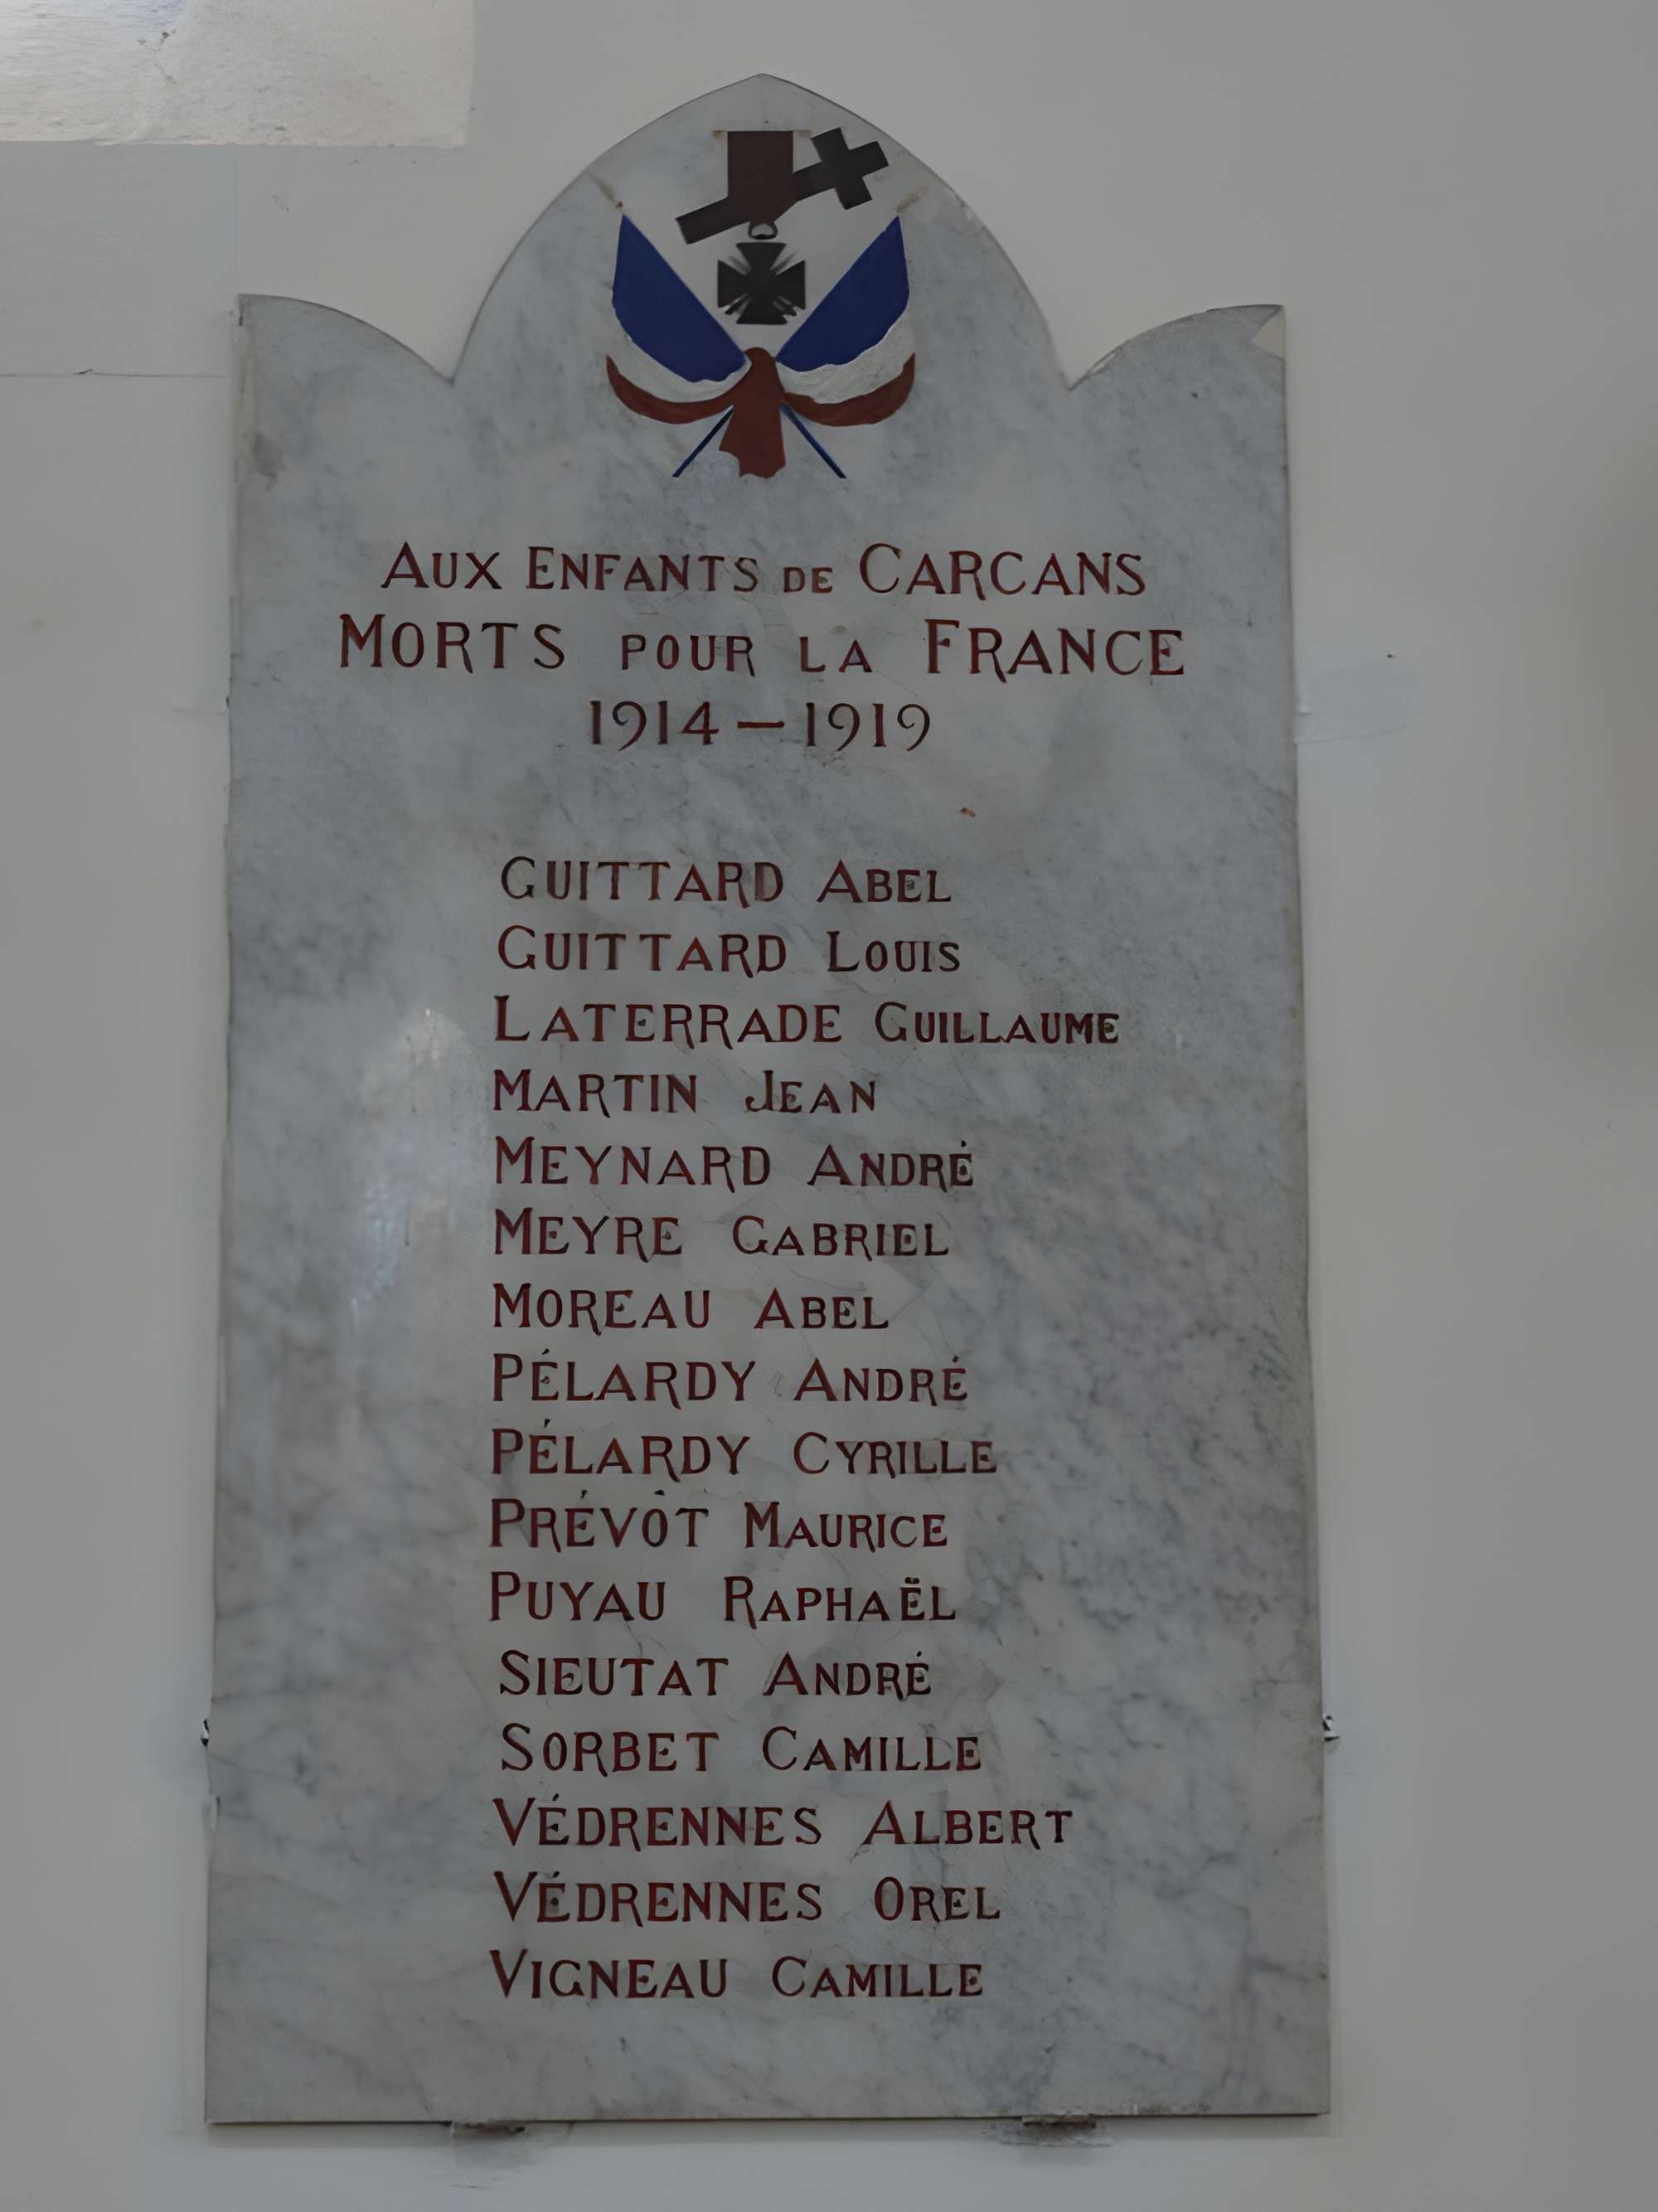 AUX ENFANTS DE CARCANS
MORTS POUR LA FRANCE
1914 – 1919
GUITTARD ABEL
GUITTARD LOUIS
LATERRADE GUILLAUME
MARTIN JEAN
MEYNARD ANDRÉ
MEYRE GABRIEL
MOREAU ABEL
PÉLARDY ANDRÉ
PÉLARDY CYRILLE
PRÉVÔT MAURICE
PUYAU RAPHAËL
SIEUTAT ANDRÉ
SORBET CAMILLE
VÉDRENNES ALBERT
VÉDRENNES OREL
VIGNEAU CAMILLE